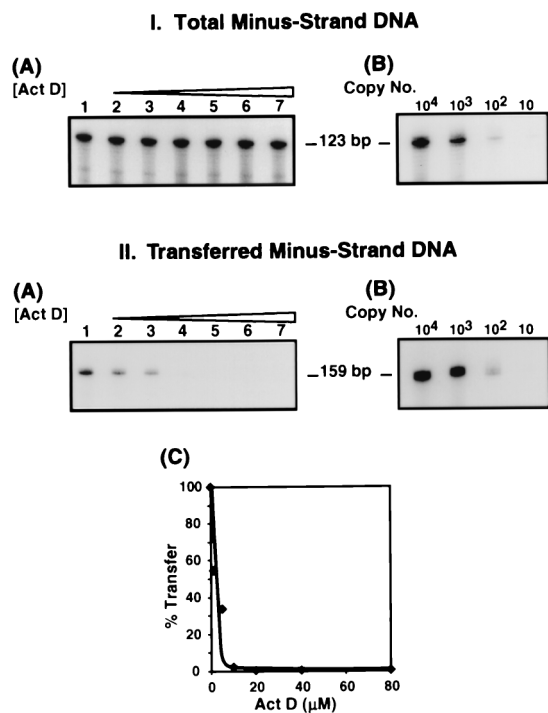 I. Total Minus-Strand DNA
(A) (B)
[Act D] Copy No.
1 2 3 4 5 6 7 10⁴ 10³ 10² 10
– 123 bp –
II. Transferred Minus-Strand DNA
(A) (B)
[Act D] Copy No.
1 2 3 4 5 6 7 10⁴ 10³ 10² 10
– 159 bp –
(C)
100
80
60
40
20
0
% Transfer
0 20 40 60 80
Act D (μM)